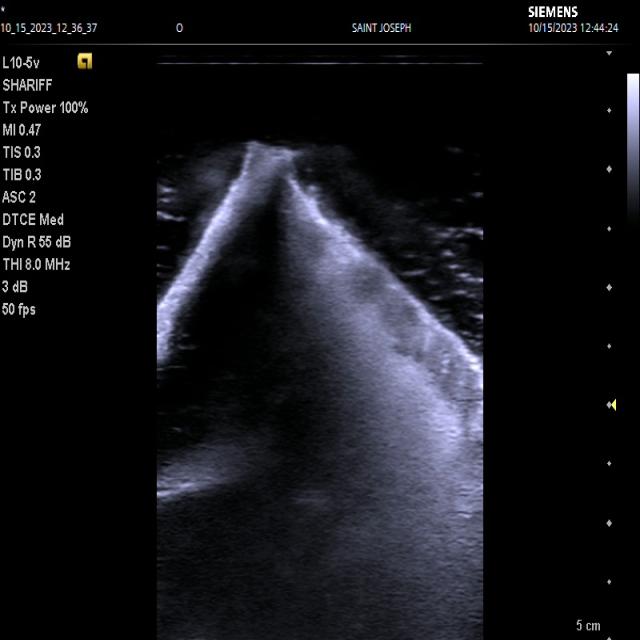 *
SIEMENS
10_15_2023_12_36_37 O SAINT JOSEPH 10/15/2023 12:44:24
L10-5v
SHARIFF
Tx Power 100%
MI 0.47
TIS 0.3
TIB 0.3
ASC 2
DTCE Med
Dyn R 55 dB
THI 8.0 MHz
3 dB
50 fps
5 cm